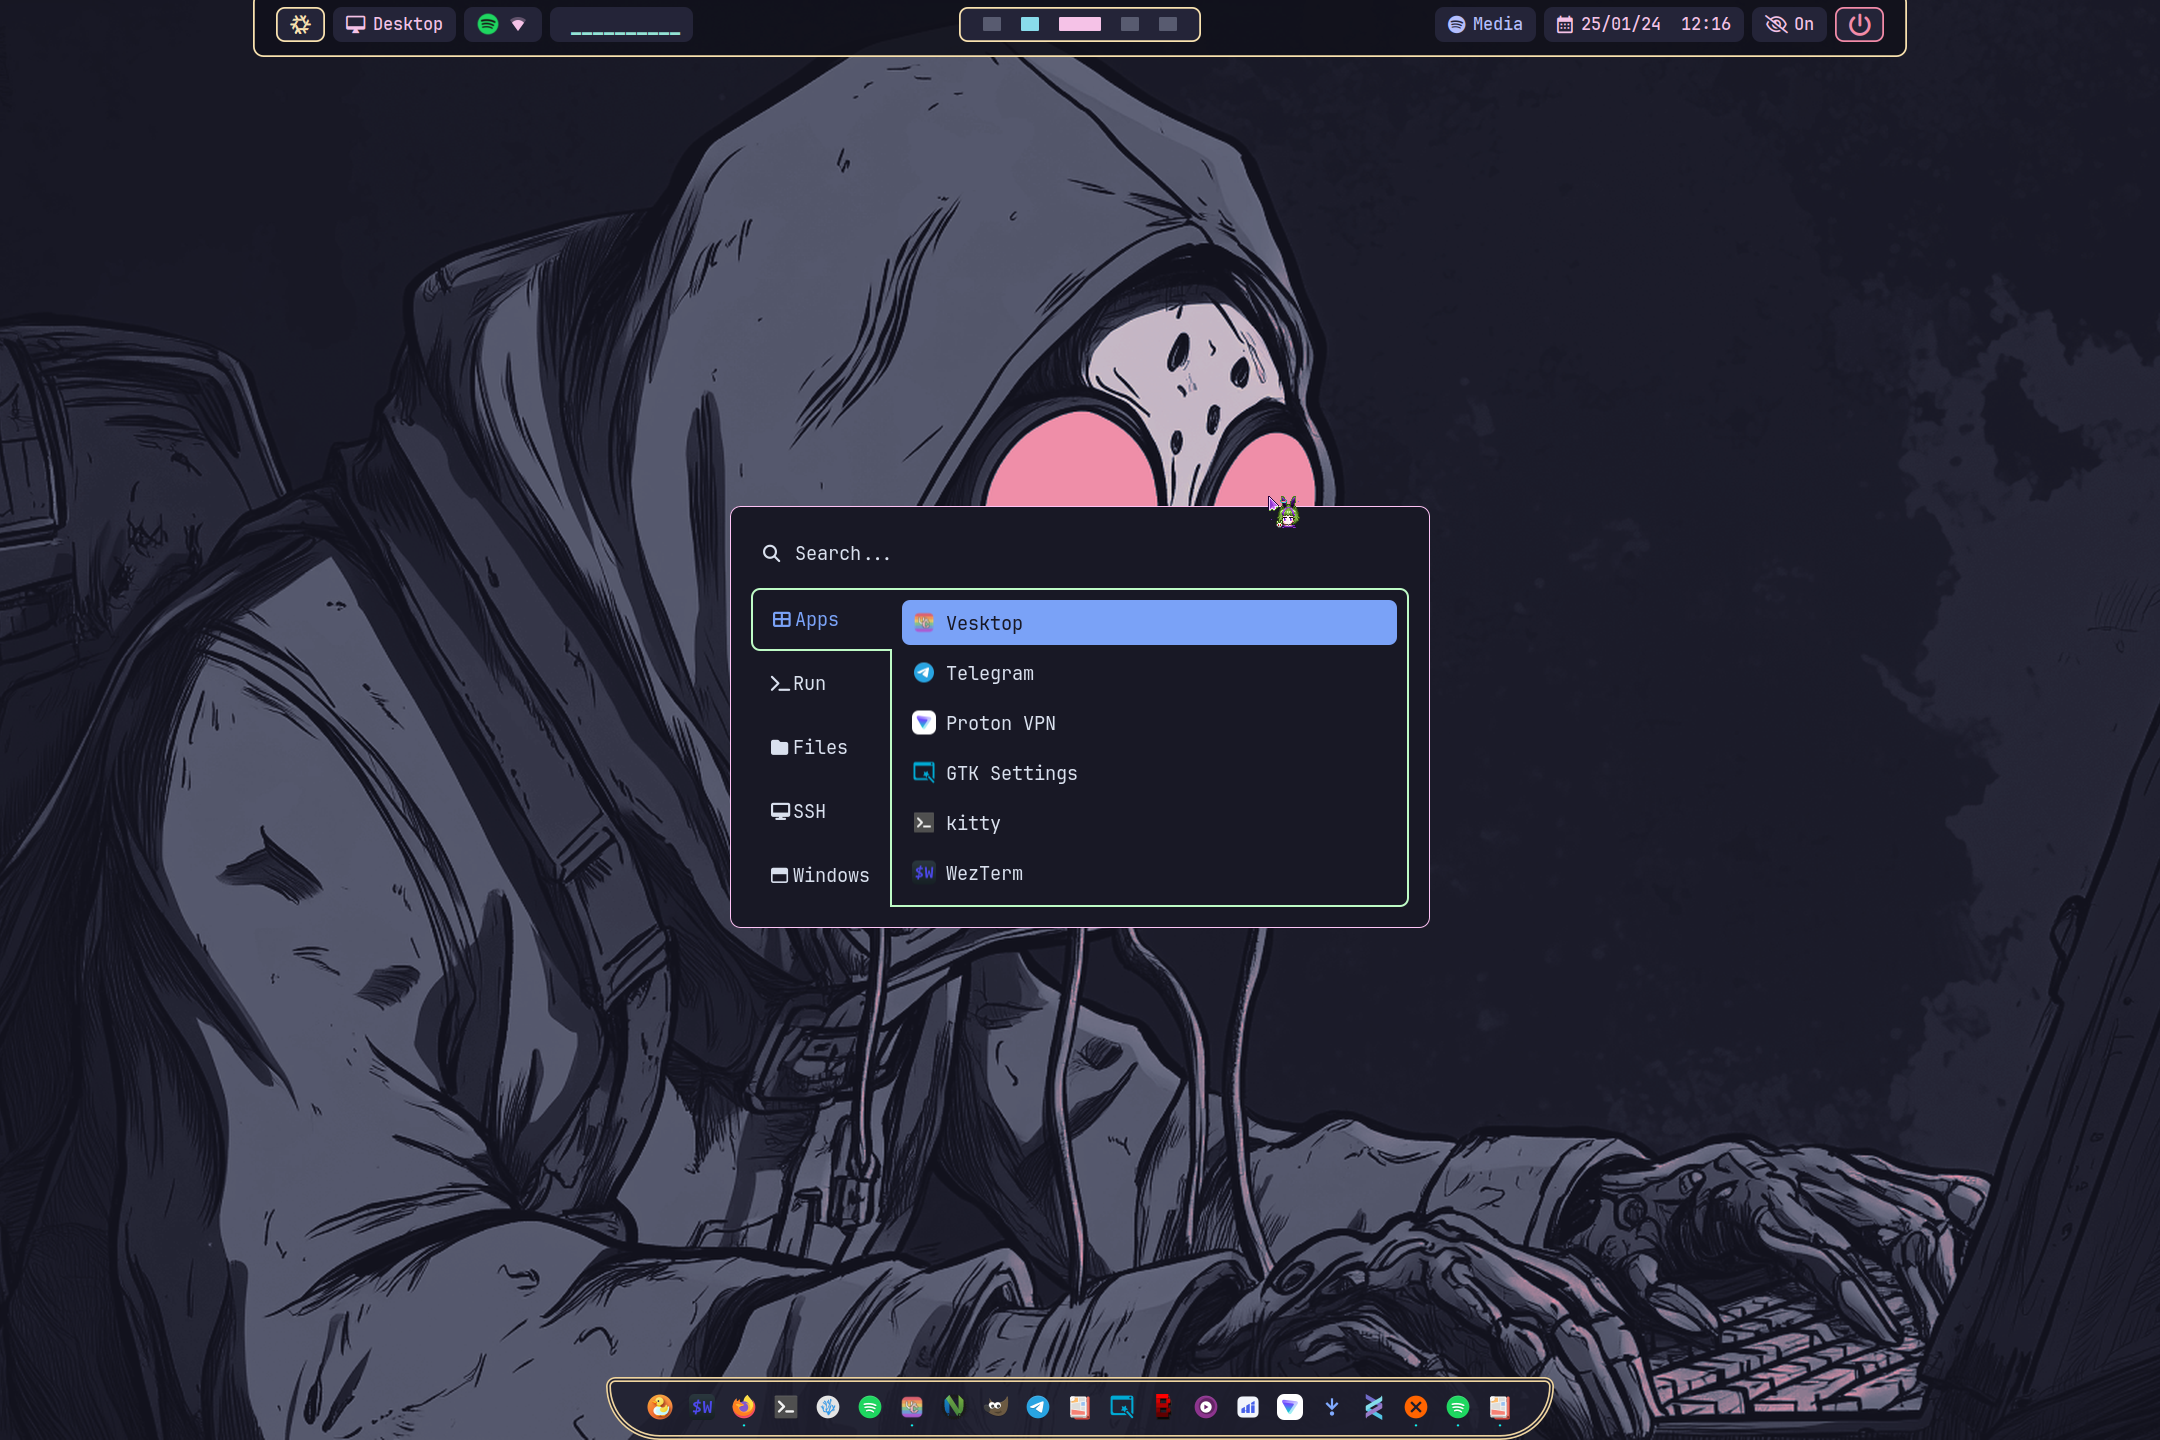 Desktop
Media
25/01/24 12:16
On
Search...
Apps
Run
Files
SSH
Windows
Vesktop
Telegram
Proton VPN
GTK Settings
kitty
$W WezTerm
$W